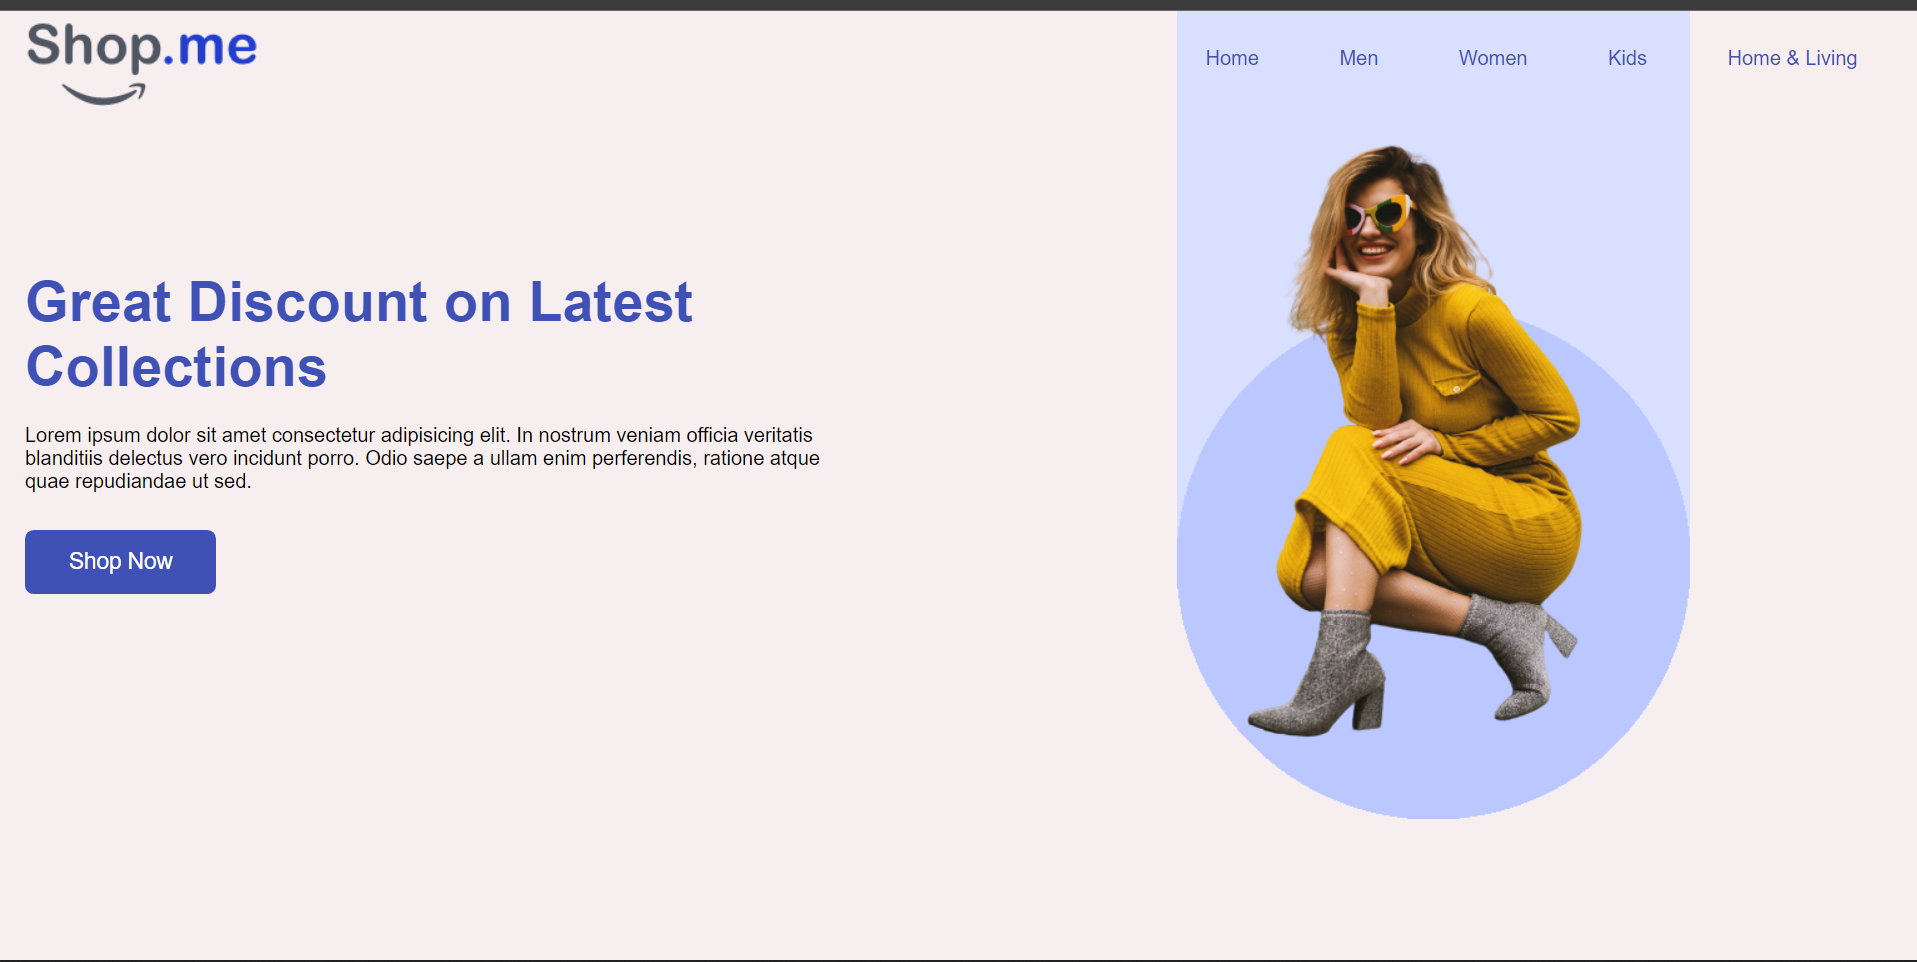 Shop.me
Home Men Women Kids Home & Living
Great Discount on Latest
Collections
Lorem ipsum dolor sit amet consectetur adipisicing elit. In nostrum veniam officia veritatis
blanditiis delectus vero incidunt porro. Odio saepe a ullam enim perferendis, ratione atque
quae repudiandae ut sed.
Shop Now